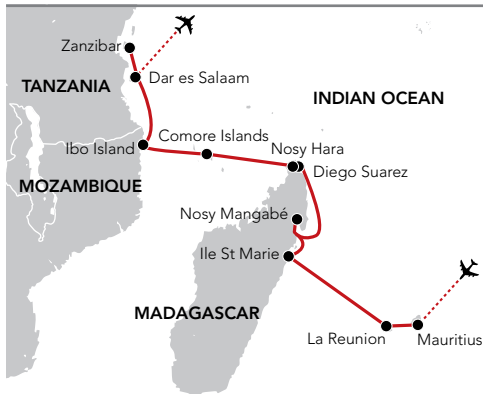 Zanzibar
TANZANIA
Dar es Salaam
INDIAN OCEAN
Comore Islands
Ibo Island
Nosy Hara
Diego Suarez
MOZAMBIQUE
Nosy Mangabé
Ile St Marie
MADAGASCAR
La Reunion
Mauritius